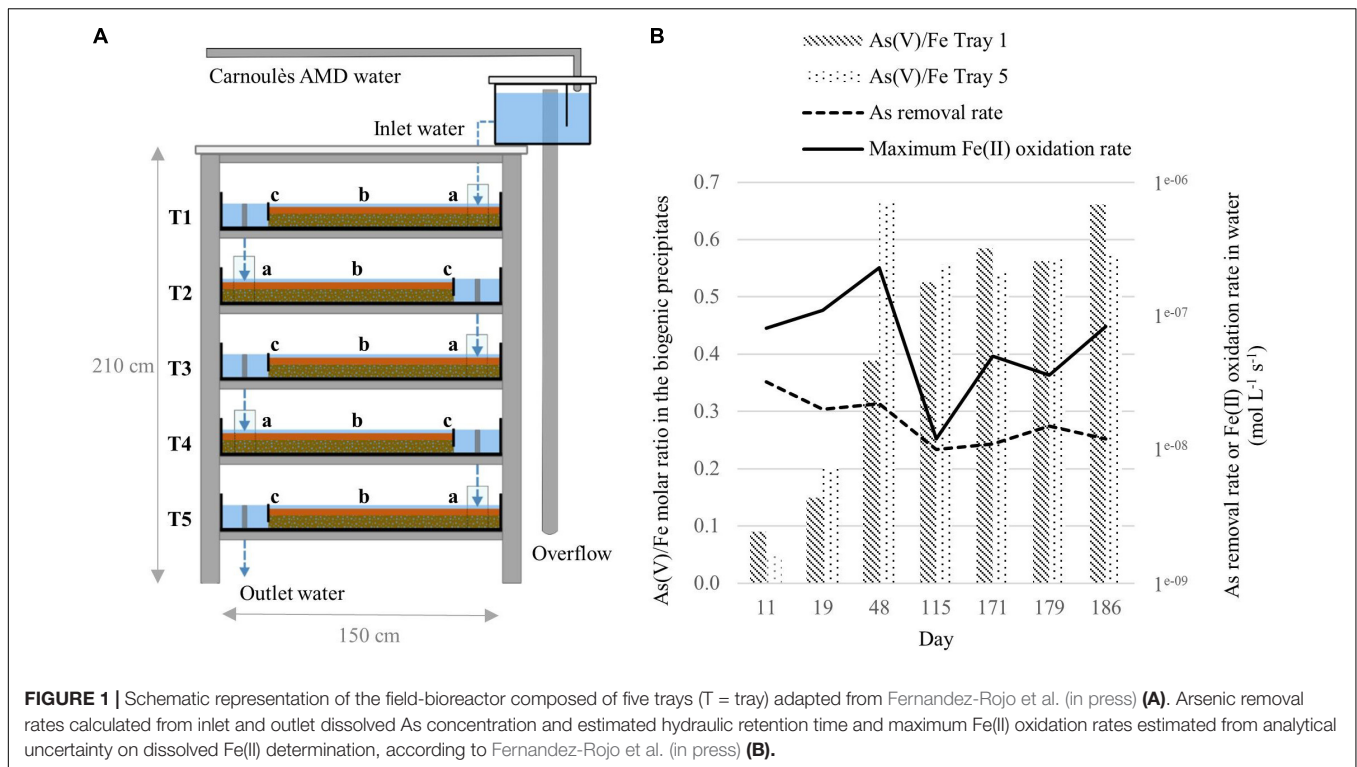 A
Carnoulès AMD water
Inlet water
c b a
T1
a b c
T2
c b a
T3
210 cm
a b c
T4
c b a
T5
Overflow
Outlet water
150 cm
B
As(V)/Fe Tray 1
As(V)/Fe Tray 5
As removal rate
Maximum Fe(II) oxidation rate
As(V)/Fe molar ratio in the biogenic precipitates
0.7
0.6
0.5
0.4
0.3
0.2
0.1
0.0
1e-06
1e-07
1e-08
1e-09
As removal rate or Fe(II) oxidation rate in water
(mol L-1 s-1)
11 19 48 115 171 179 186
Day
FIGURE 1 | Schematic representation of the field-bioreactor composed of five trays (T = tray) adapted from Fernandez-Rojo et al. (in press) (A). Arsenic removal
rates calculated from inlet and outlet dissolved As concentration and estimated hydraulic retention time and maximum Fe(II) oxidation rates estimated from analytical
uncertainty on dissolved Fe(II) determination, according to Fernandez-Rojo et al. (in press) (B).